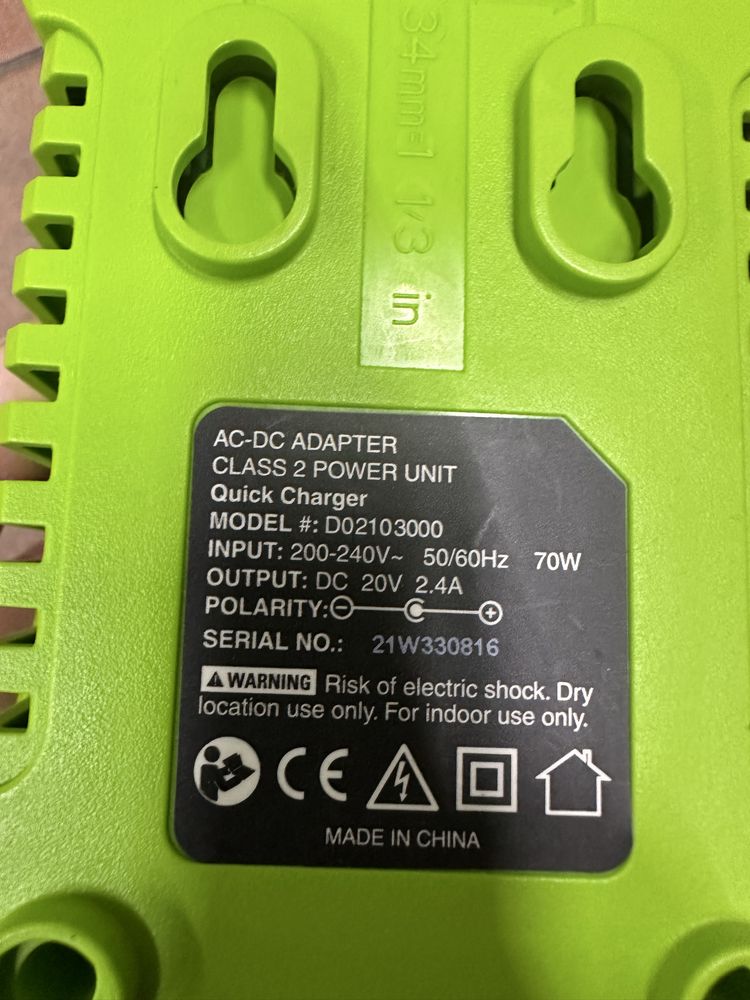 34mm=1 1/3 in
AC-DC ADAPTER
CLASS 2 POWER UNIT
Quick Charger
MODEL #: D02103000
INPUT: 200-240V~ 50/60Hz 70W
OUTPUT: DC 20V 2.4A
POLARITY:
SERIAL NO.: 21W330816
WARNING Risk of electric shock. Dry
location use only. For indoor use only.
CE
MADE IN CHINA